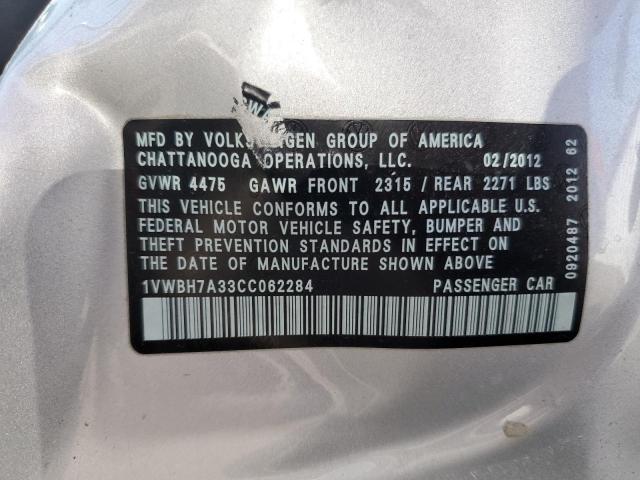 MFD BY VOLKSWAGEN GROUP OF AMERICA
CHATTANOOGA OPERATIONS, LLC. 02/2012
GVWR 4475 GAWR FRONT 2315 / REAR 2271 LBS
THIS VEHICLE CONFORMS TO ALL APPLICABLE U.S.
FEDERAL MOTOR VEHICLE SAFETY, BUMPER AND
THEFT PREVENTION STANDARDS IN EFFECT ON
THE DATE OF MANUFACTURE SHOWN ABOVE
1VWBH7A33CC062284 PASSENGER CAR
0920487 2012 62